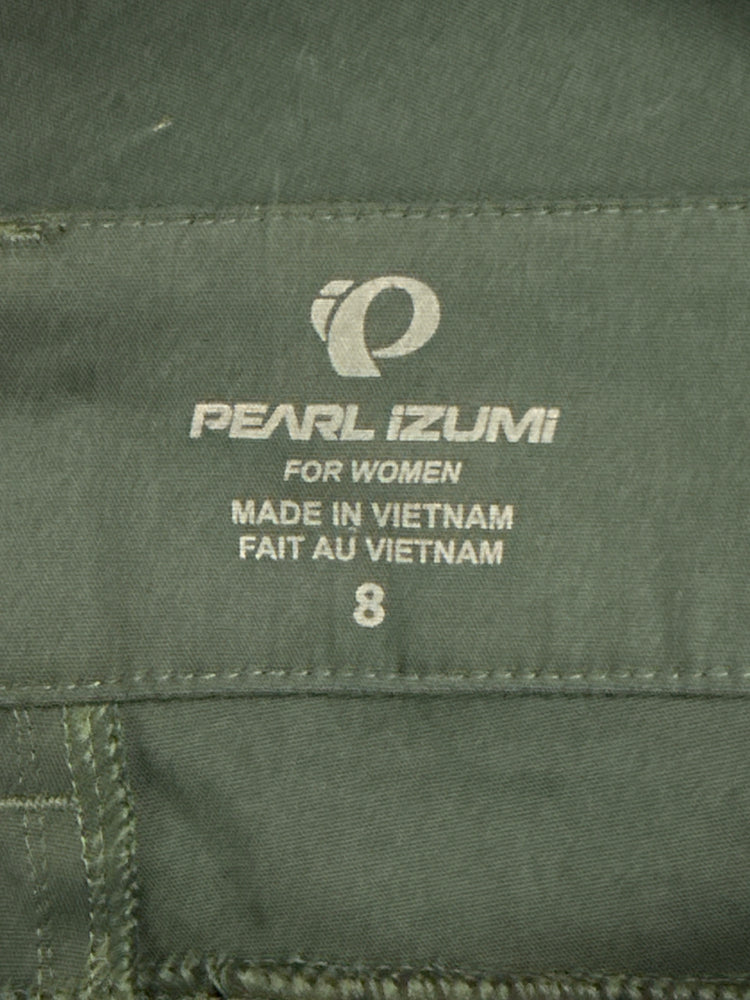 PEARL iZUMi
FOR WOMEN
MADE IN VIETNAM
FAIT AU VIETNAM
8